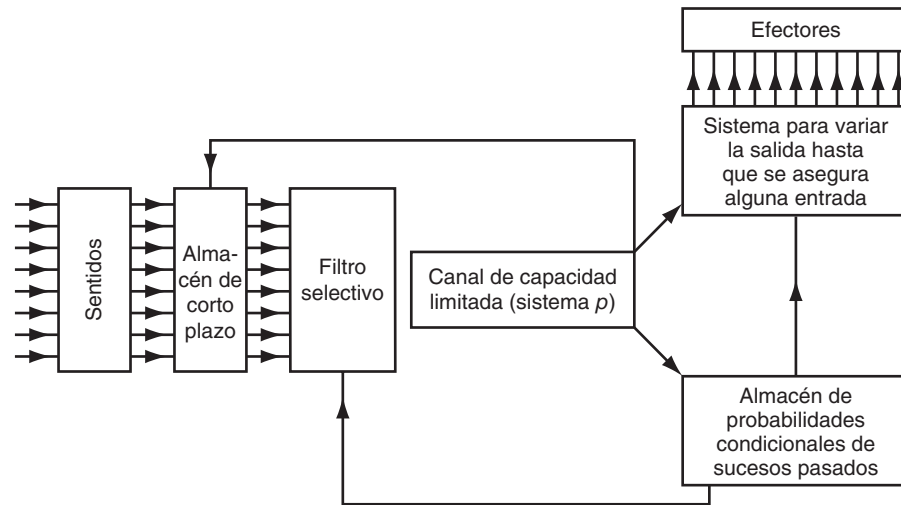 Efectores
Sistema para variar
la salida hasta
que se asegura
alguna entrada
Sentidos
Alma-
cén de
corto
plazo
Filtro
selectivo
Canal de capacidad
limitada (sistema p)
Almacén de
probabilidades
condicionales de
sucesos pasados